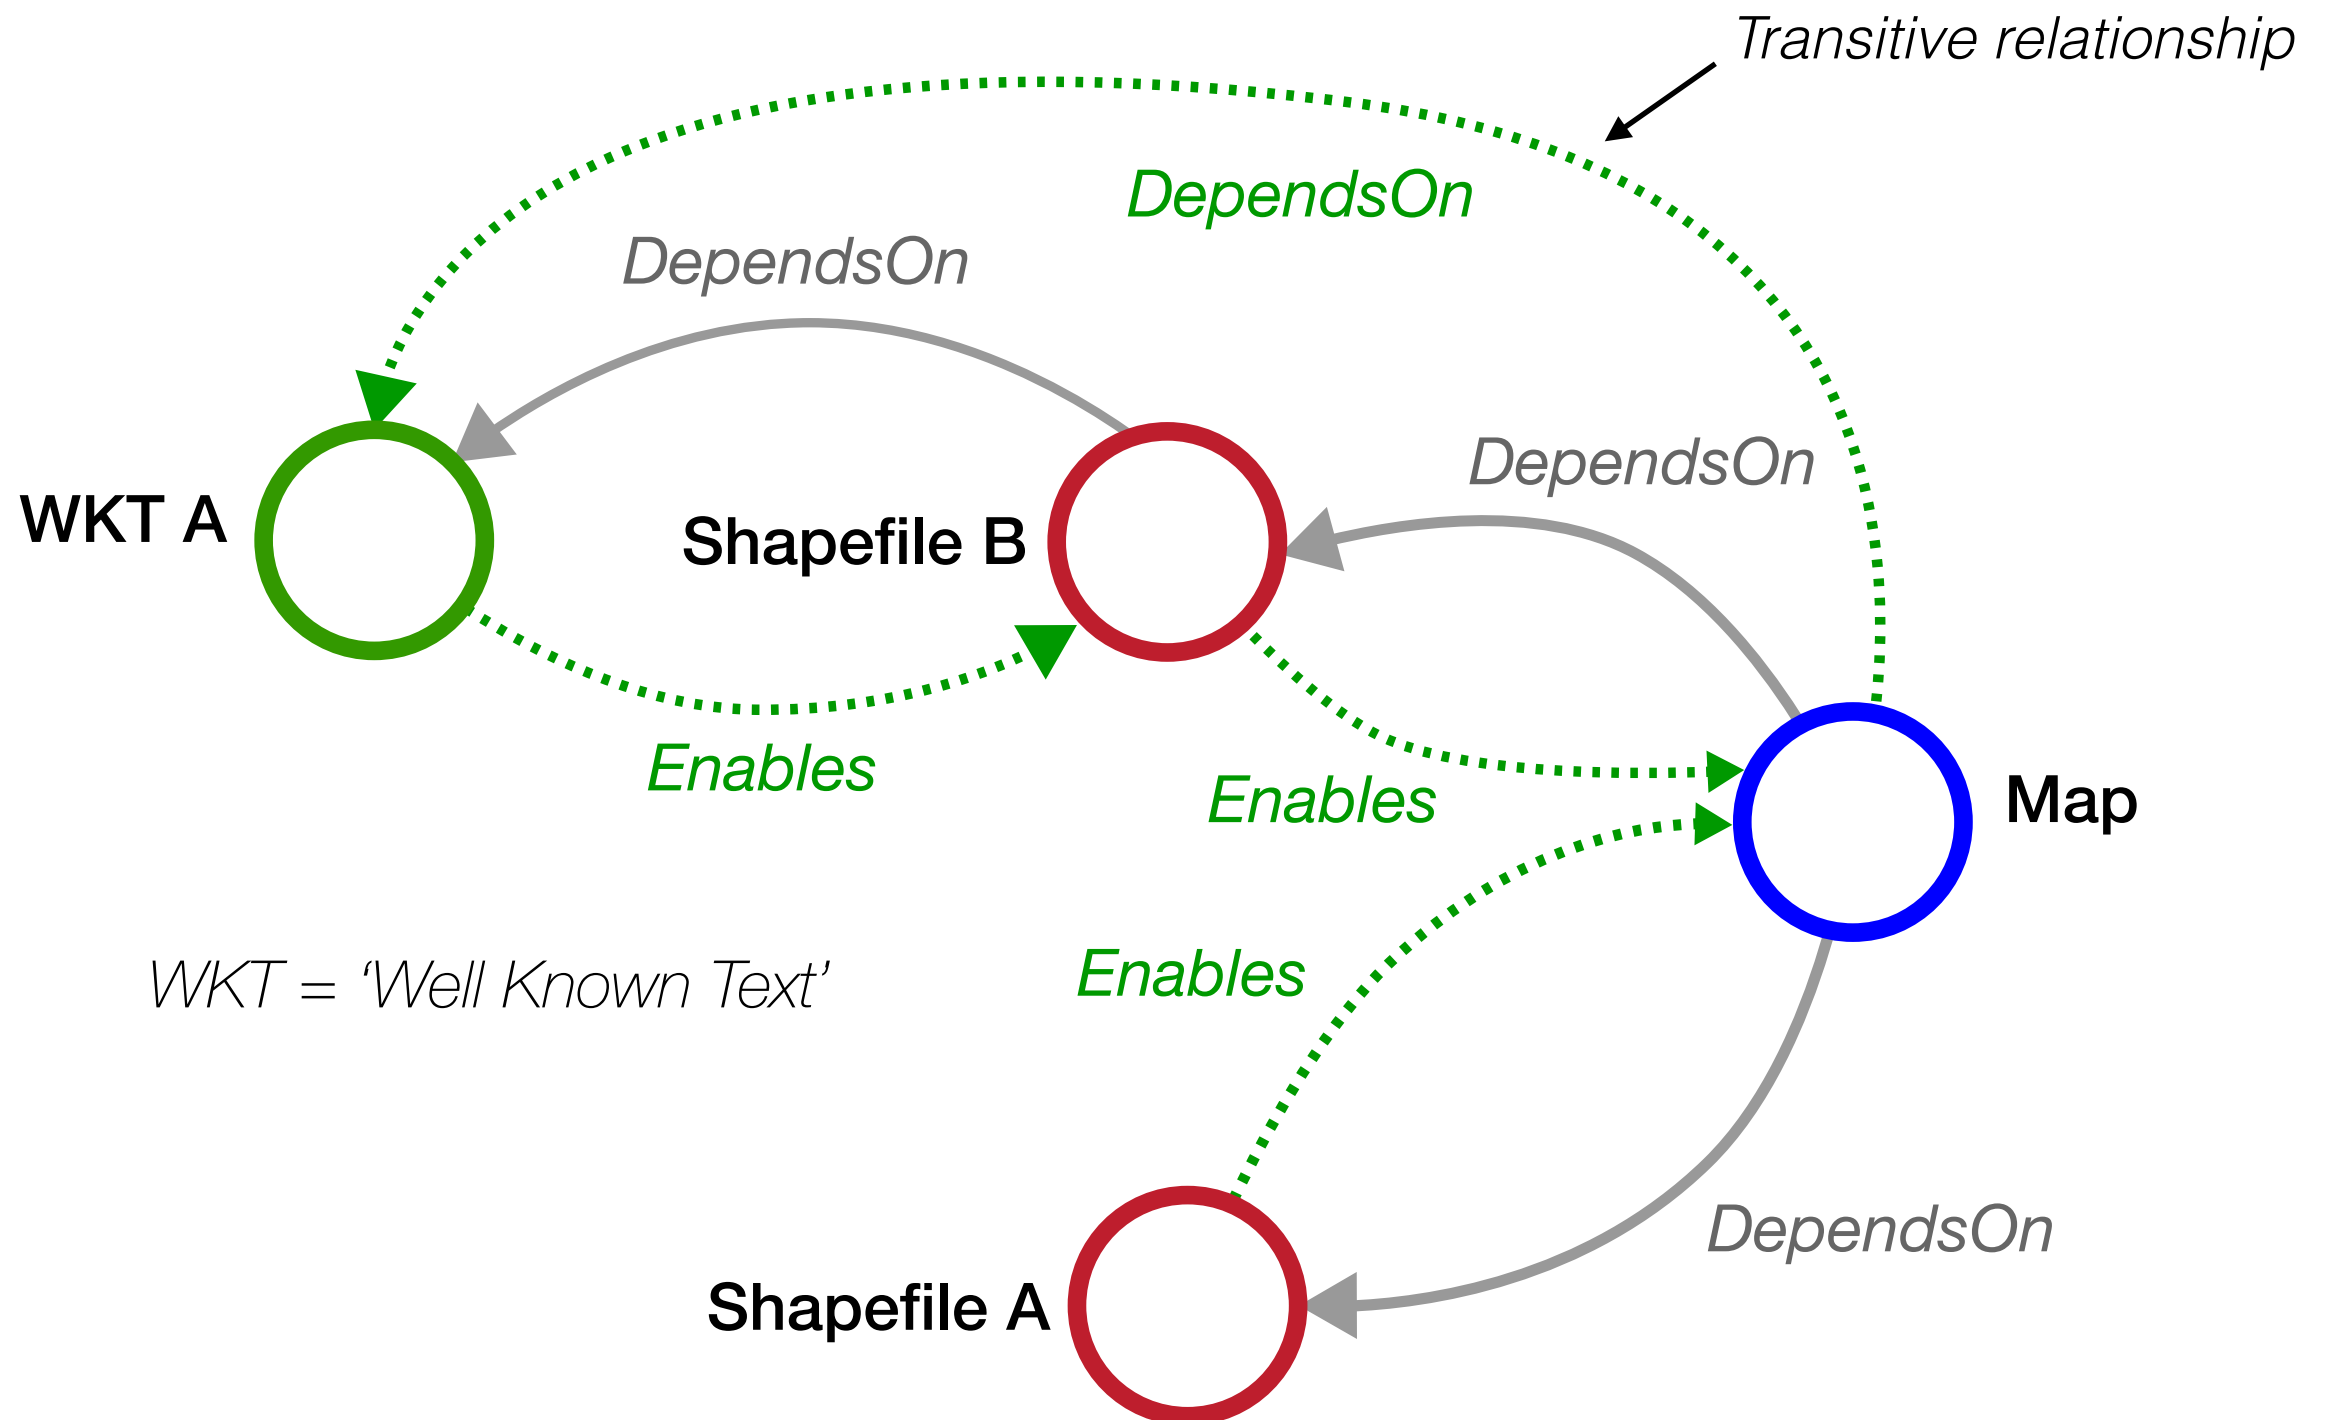 Transitive relationship
DependsOn
DependsOn
DependsOn
WKT A
Shapefile B
Enables
Enables
Map
Enables
WKT = ‘Well Known Text’
DependsOn
Shapefile A